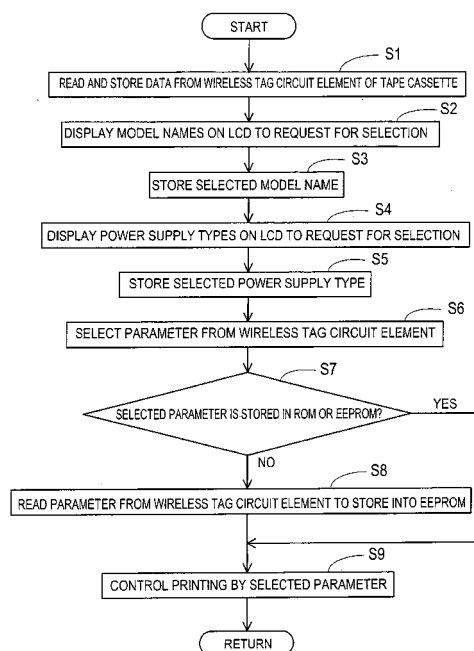 START
S1
READ AND STORE DATA FROM WIRELESS TAG CIRCUIT ELEMENT OF TAPE CASSETTE
S2
DISPLAY MODEL NAMES ON LCD TO REQUEST FOR SELECTION
S3
STORE SELECTED MODEL NAME
S4
DISPLAY POWER SUPPLY TYPES ON LCD TO REQUEST FOR SELECTION
S5
STORE SELECTED POWER SUPPLY TYPE
S6
SELECT PARAMETER FROM WIRELESS TAG CIRCUIT ELEMENT
S7
SELECTED PARAMETER IS STORED IN ROM OR EEPROM?
YES
NO
S8
READ PARAMETER FROM WIRELESS TAG CIRCUIT ELEMENT TO STORE INTO EEPROM
S9
CONTROL PRINTING BY SELECTED PARAMETER
RETURN